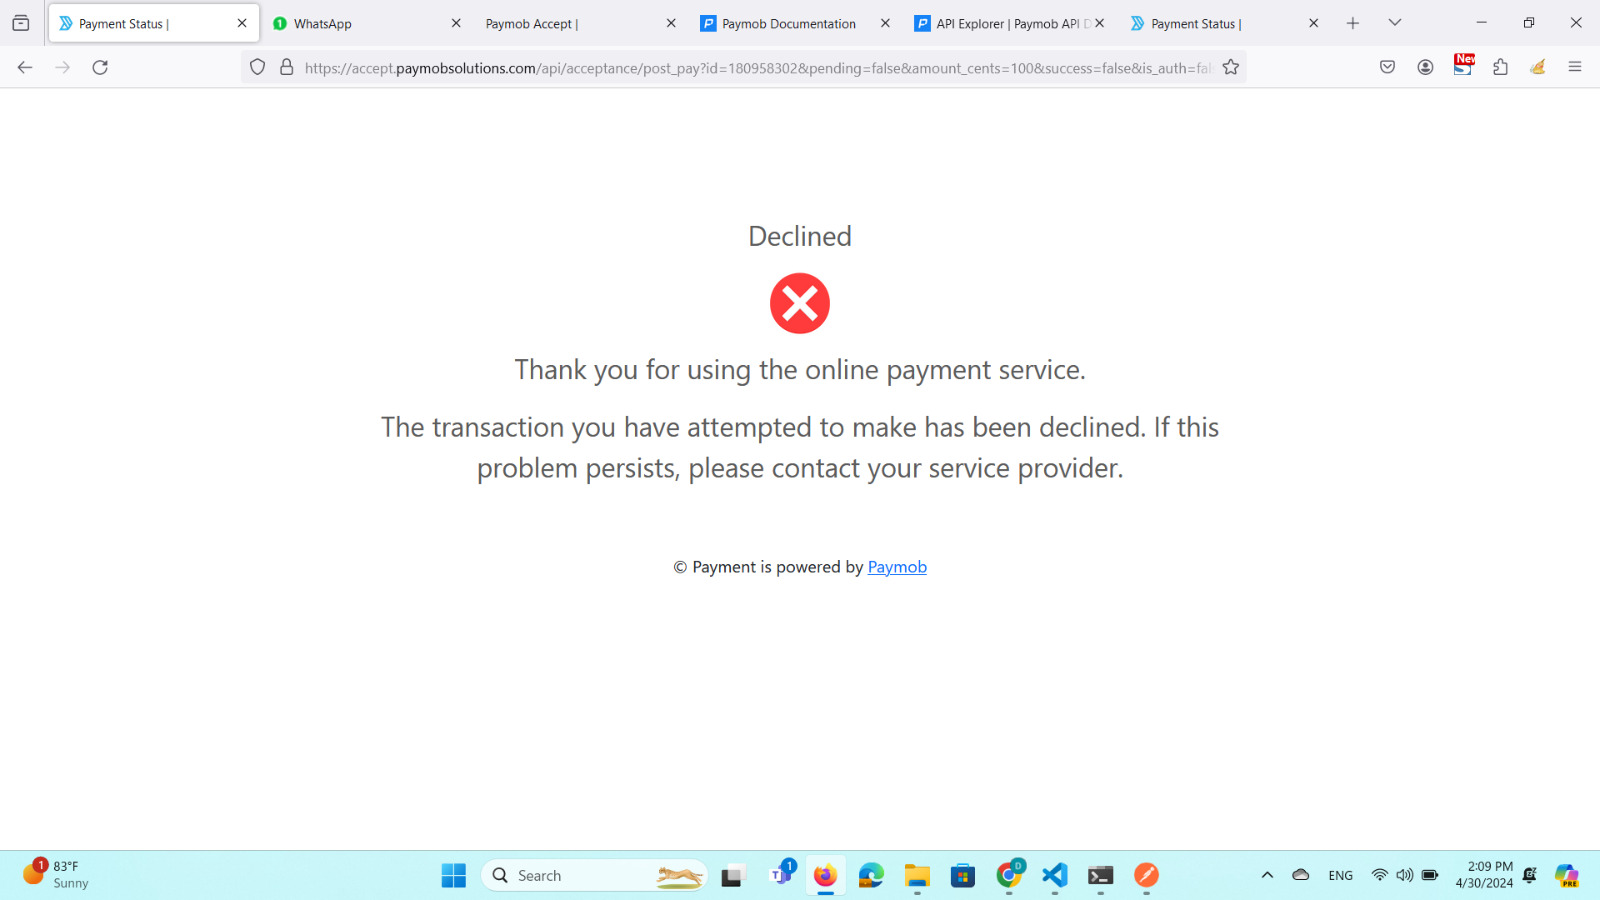 Payment Status |
WhatsApp
Paymob Accept |
Paymob Documentation
API Explorer | Paymob API D
Payment Status |
https://accept.paymobsolutions.com/api/acceptance/post_pay?id=180958302&pending=false&amount_cents=100&success=false&is_auth=fal
New
Declined
Thank you for using the online payment service.
The transaction you have attempted to make has been declined. If this
problem persists, please contact your service provider.
© Payment is powered by Paymob
1
83°F
Sunny
Search
1
D
ENG
2:09 PM
4/30/2024
PRE